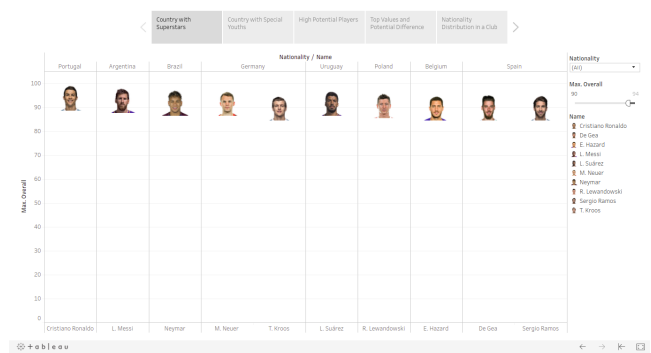 Country with
Superstars
Country with Special
Youths
High Potential Players
Top Values and
Potential Difference
Nationality
Distribution in a Club
Nationality / Name
Portugal
Argentina
Brazil
Germany
Uruguay
Poland
Belgium
Spain
Max. Overall
100
90
80
70
60
50
40
30
20
10
0
Cristiano Ronaldo
L. Messi
Neymar
M. Neuer
T. Kroos
L. Suárez
R. Lewandowski
E. Hazard
De Gea
Sergio Ramos
Nationality
(All)
Max. Overall
90
94
Name
Cristiano Ronaldo
De Gea
E. Hazard
L. Messi
L. Suárez
M. Neuer
Neymar
R. Lewandowski
Sergio Ramos
T. Kroos
+ableau